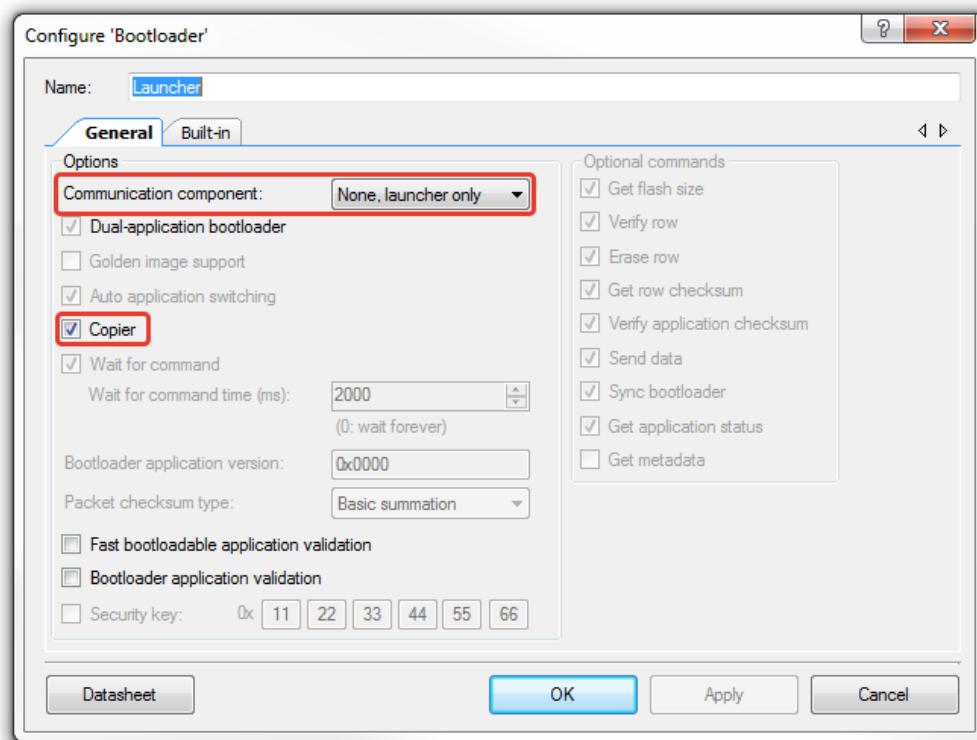 Configure 'Bootloader'
Name: Launcher
General Built-in
Options
Communication component: None, launcher only
Dual-application bootloader
Golden image support
Auto application switching
Copier
Wait for command
Wait for command time (ms): 2000
(0: wait forever)
Bootloader application version: 0x0000
Packet checksum type: Basic summation
Fast bootloadable application validation
Bootloader application validation
Security key: 0x 11 22 33 44 55 66
Optional commands
Get flash size
Verify row
Erase row
Get row checksum
Verify application checksum
Send data
Sync bootloader
Get application status
Get metadata
Datasheet OK Apply Cancel